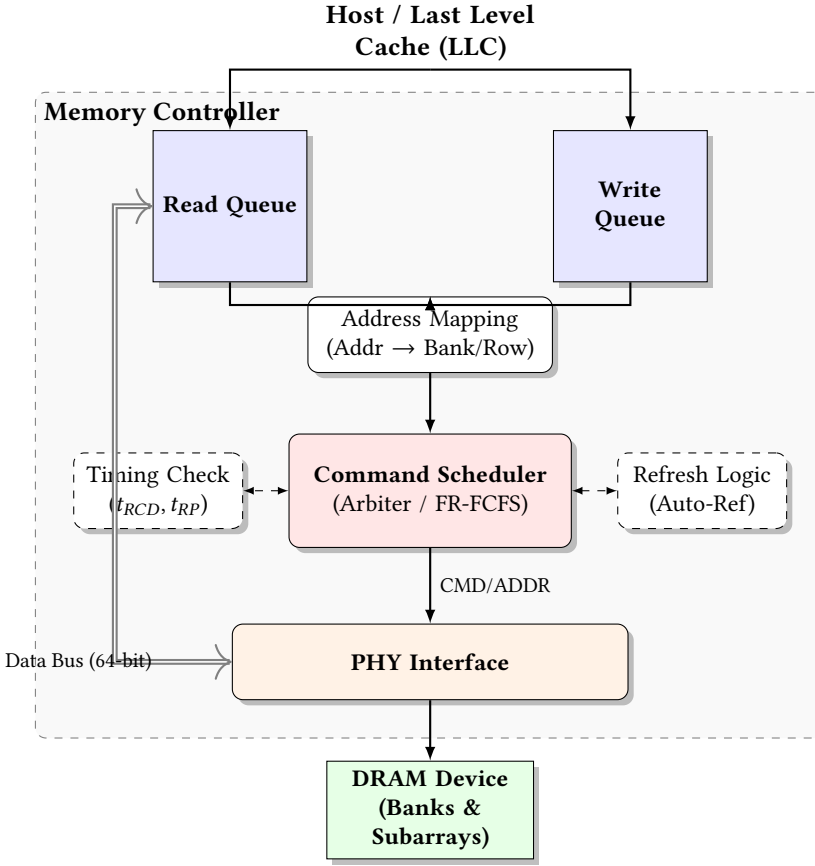 Host / Last Level
Cache (LLC)
Memory Controller
Read Queue
Write
Queue
Address Mapping
(Addr → Bank/Row)
Timing Check
(tRCD, tRP)
Command Scheduler
(Arbiter / FR-FCFS)
Refresh Logic
(Auto-Ref)
CMD/ADDR
Data Bus (64-bit)
PHY Interface
DRAM Device
(Banks &
Subarrays)